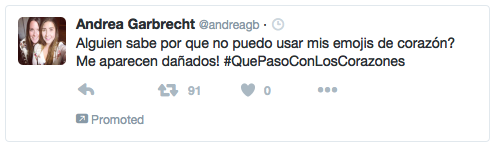 Andrea Garbrecht @andreagb ·
Alguien sabe por que no puedo usar mis emojis de corazón?
Me aparecen dañados! #QuePasoConLosCorazones
91 0
Promoted